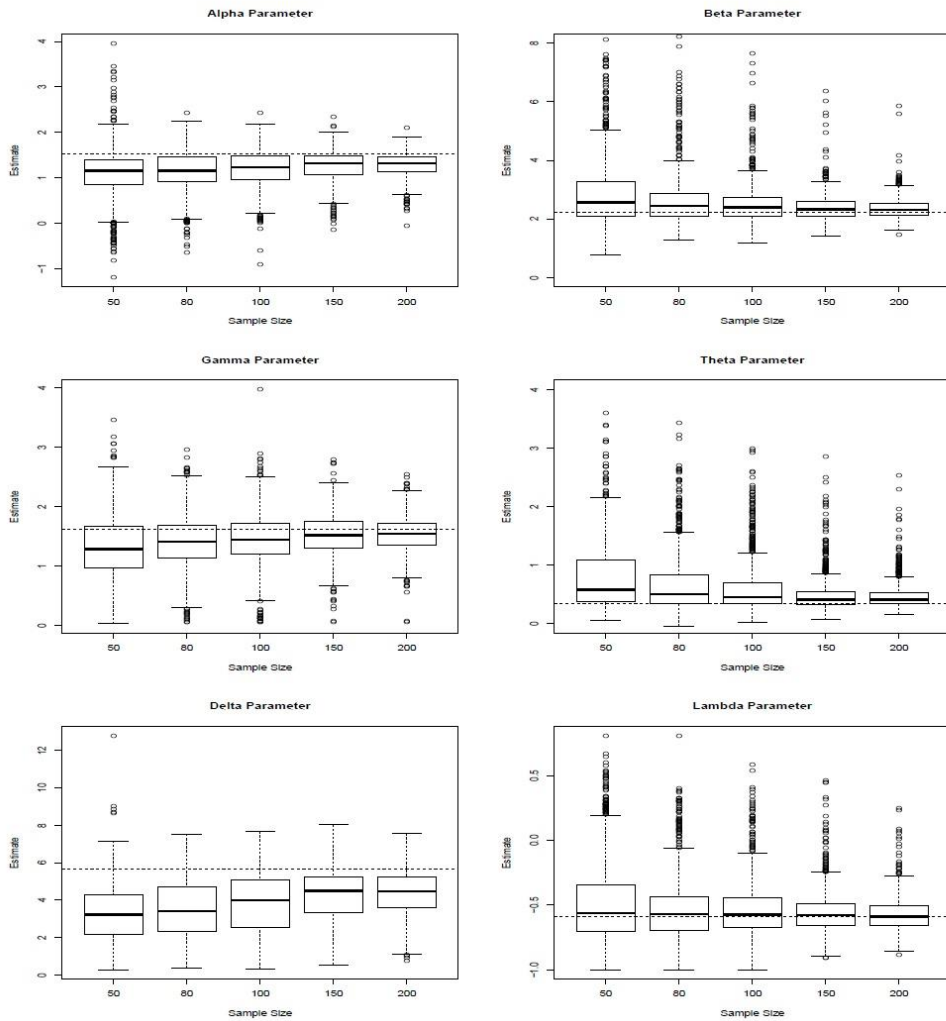 Alpha Parameter
Estimate
4
3
2
1
0
−1
50 80 100 150 200
Sample Size
Beta Parameter
Estimate
8
6
4
2
0
50 80 100 150 200
Sample Size
Gamma Parameter
Estimate
4
3
2
1
0
50 80 100 150 200
Sample Size
Theta Parameter
Estimate
4
3
2
1
0
50 80 100 150 200
Sample Size
Delta Parameter
Estimate
12
10
8
6
4
2
0
50 80 100 150 200
Sample Size
Lambda Parameter
Estimate
0.5
0.0
−0.5
−1.0
50 80 100 150 200
Sample Size